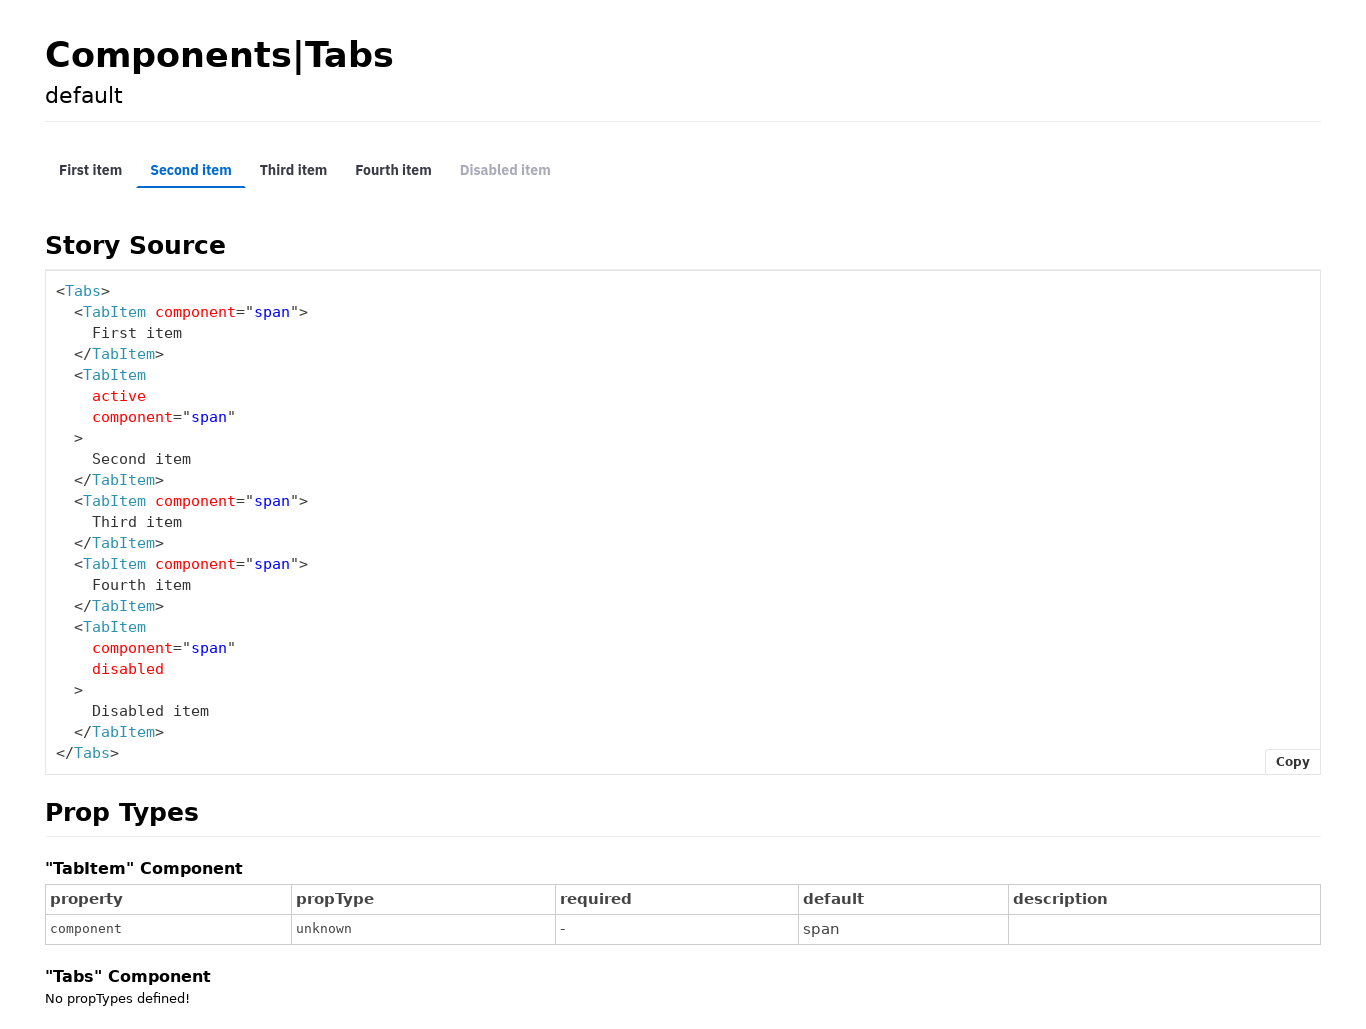 Components|Tabs
default
First item Second item Third item Fourth item Disabled item
Story Source
<Tabs>
  <TabItem component="span">
    First item
  </TabItem>
  <TabItem
    active
    component="span"
  >
    Second item
  </TabItem>
  <TabItem component="span">
    Third item
  </TabItem>
  <TabItem component="span">
    Fourth item
  </TabItem>
  <TabItem
    component="span"
    disabled
  >
    Disabled item
  </TabItem>
</Tabs>
Copy
Prop Types
"TabItem" Component
property propType required default description
component unknown - span
"Tabs" Component
No propTypes defined!